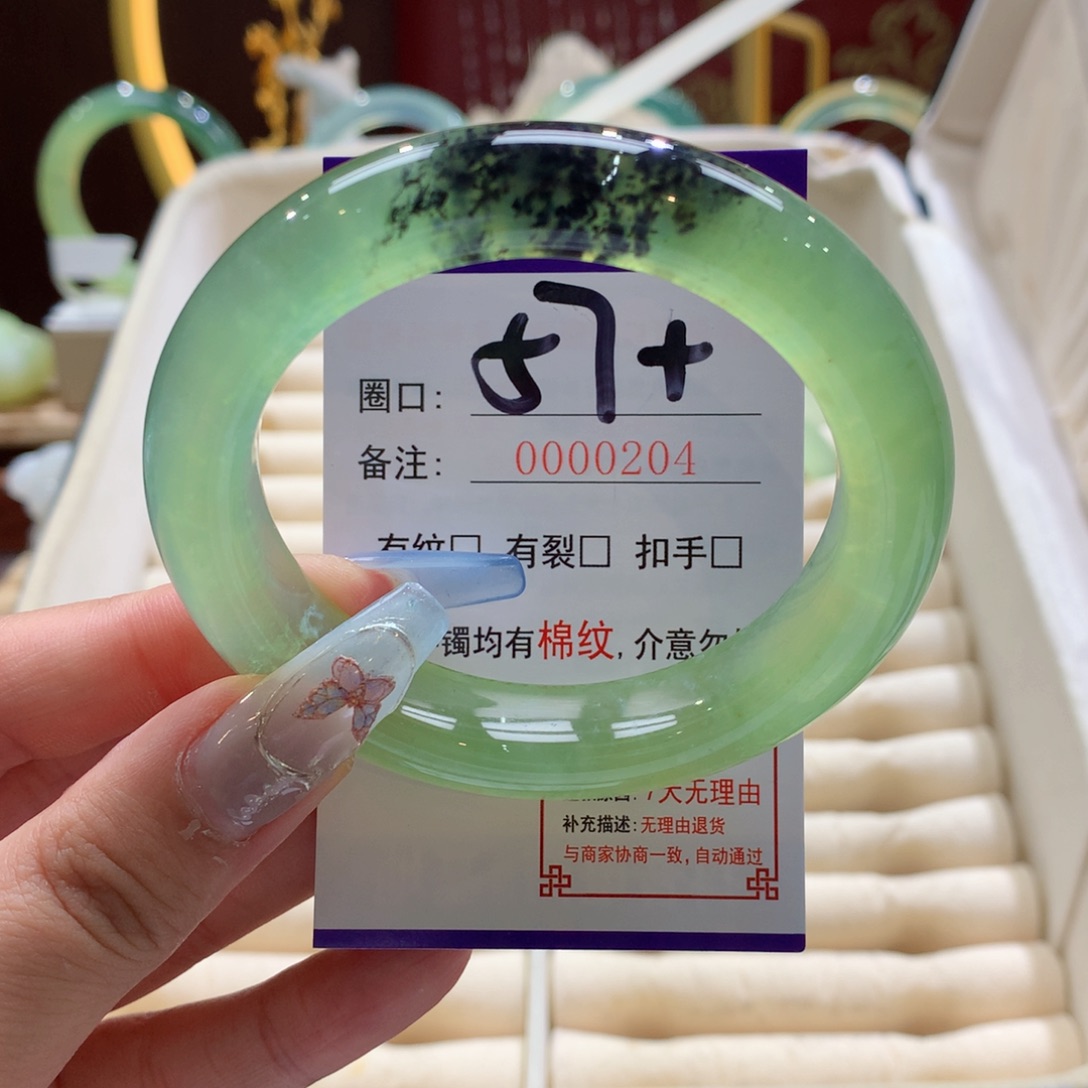 圈口: 57+
备注: 0000204
有纹□ 有裂□ 扣手□
镯均有棉纹, 介意勿
7天无理由
补充描述: 无理由退货
与商家协商一致, 自动通过